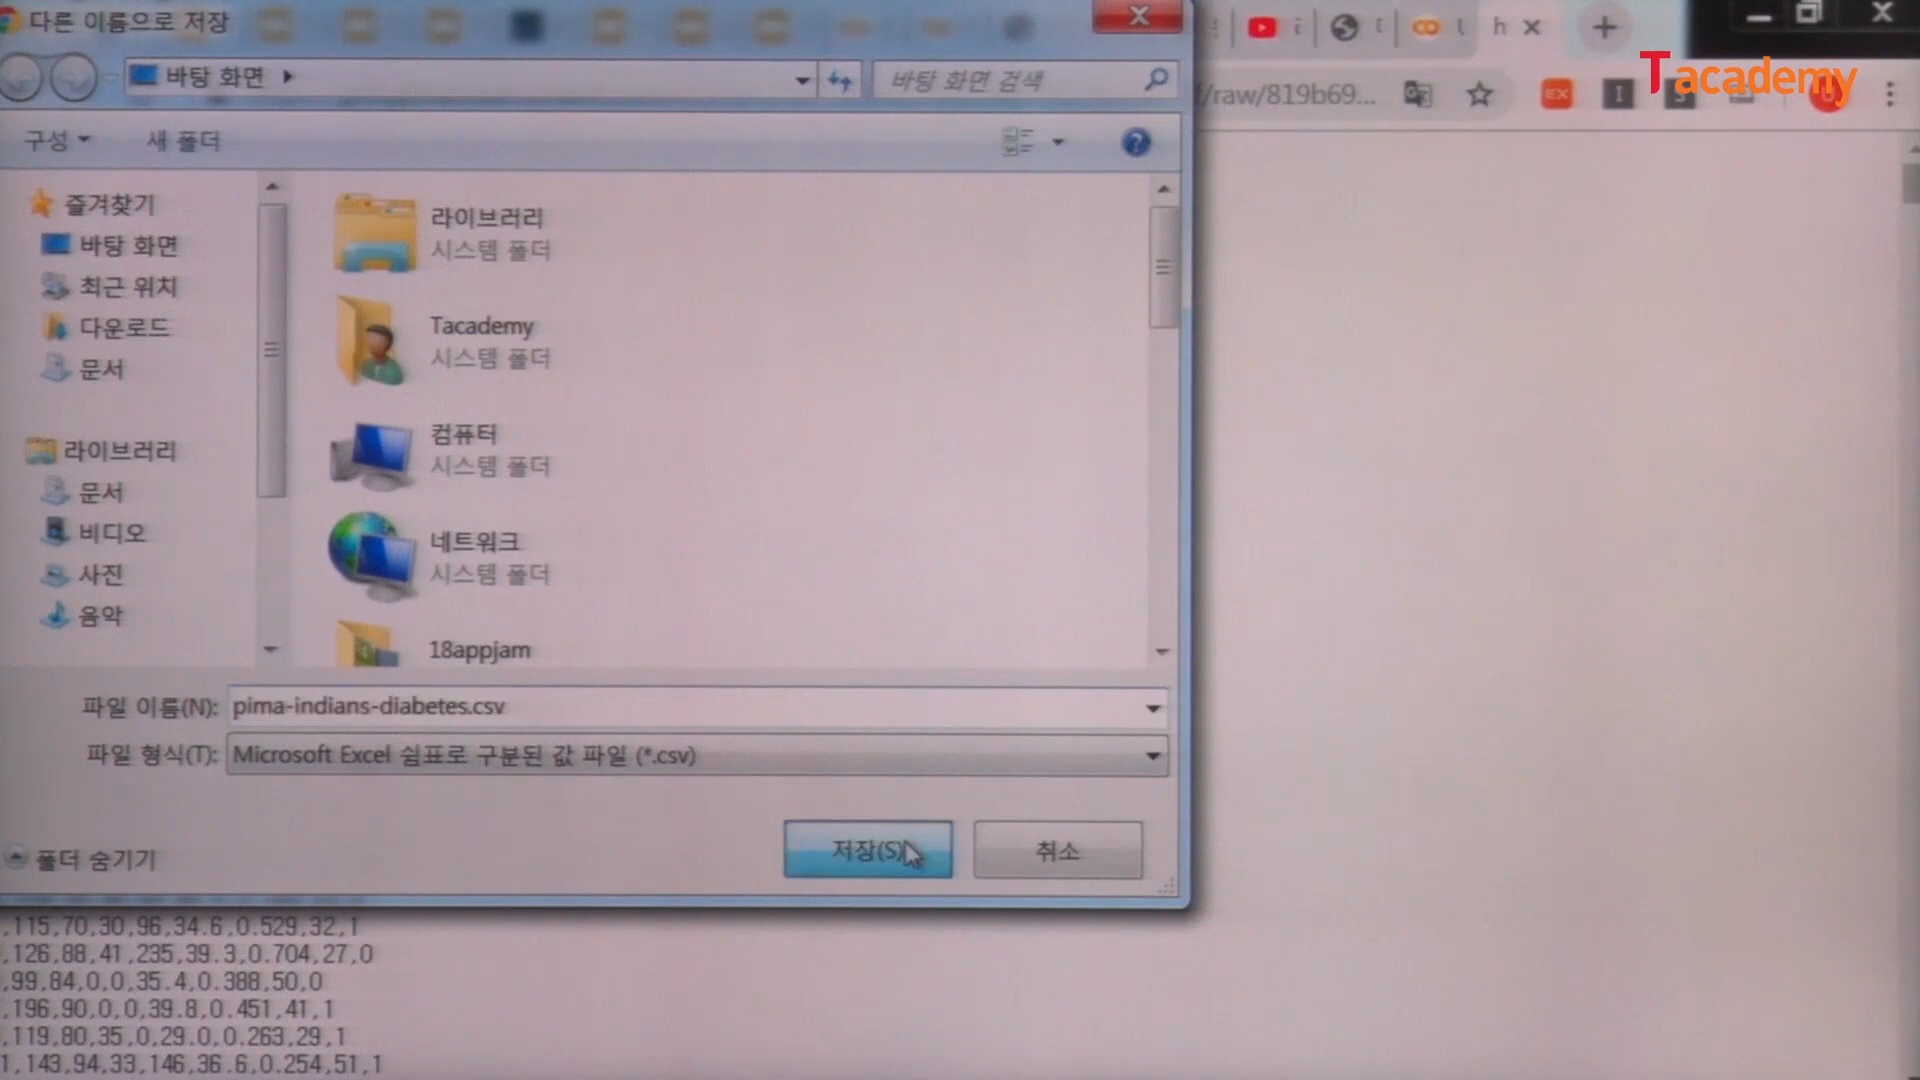 다른 이름으로 저장
바탕 화면
바탕 화면 검색
f/raw/819b69...
Tacademy
구성
새 폴더
즐겨찾기
바탕 화면
최근 위치
다운로드
문서
라이브러리
문서
비디오
사진
음악
라이브러리
시스템 폴더
Tacademy
시스템 폴더
컴퓨터
시스템 폴더
네트워크
시스템 폴더
18appjam
파일 이름(N): pima-indians-diabetes.csv
파일 형식(T): Microsoft Excel 쉼표로 구분된 값 파일 (*.csv)
폴더 숨기기
저장(S)
취소
,115,70,30,96,34.6,0.529,32,1
,126,88,41,235,39.3,0.704,27,0
,99,84,0,0,35.4,0.388,50,0
,196,90,0,0,39.8,0.451,41,1
,119,80,35,0,29.0,0.263,29,1
1,143,94,33,146,36.6,0.254,51,1